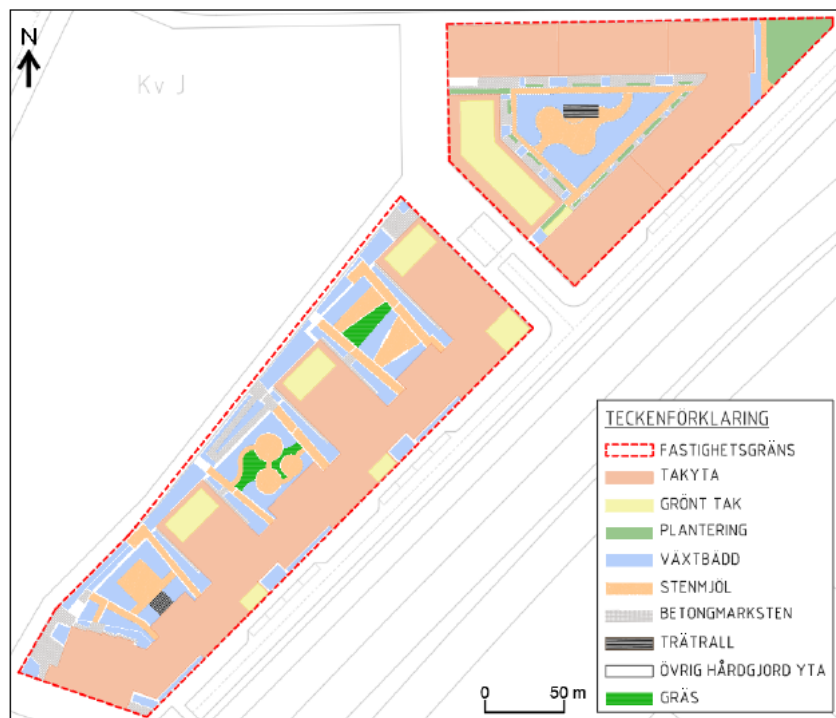 N
Kv J
TECKENFÖRKLARING
FASTIGHETSGRÄNS
TAKYTA
GRÖNT TAK
PLANTERING
VÄXTBÄDD
STENMJÖL
BETONGMARKSTEN
TRÄTRALL
ÖVRIG HÅRDGJORD YTA
GRÄS
0 50 m